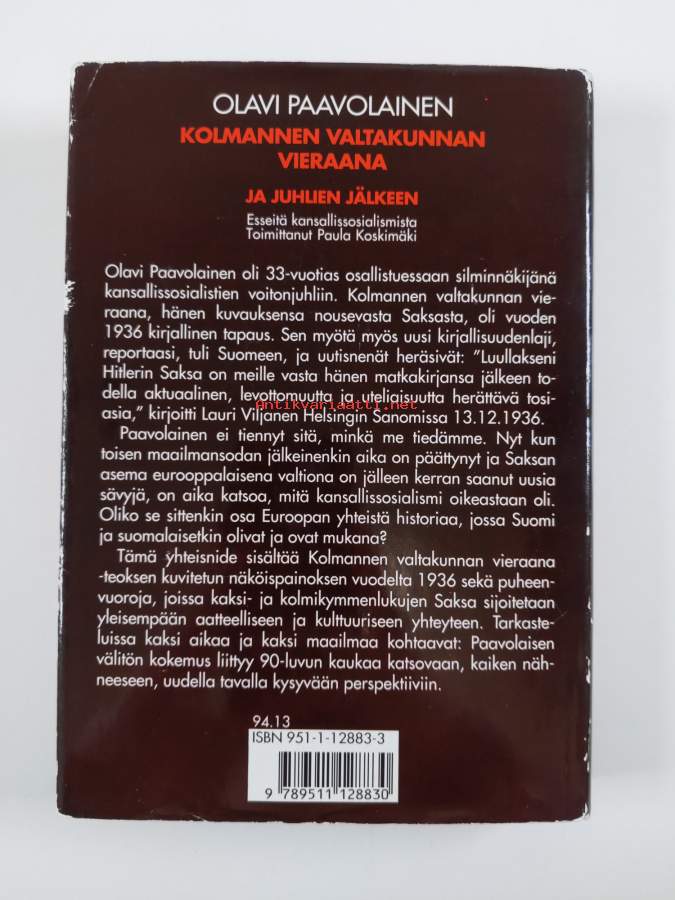 OLAVI PAAVOLAINEN
KOLMANNEN VALTAKUNNAN
VIERAANA
JA JUHLIEN JÄLKEEN
Esseitä kansallissosialismista
Toimittanut Paula Koskimäki
Olavi Paavolainen oli 33-vuotias osallistuessaan silminnäkijänä
kansallissosialistien voitonjuhliin. Kolmannen valtakunnan vie-
raana, hänen kuvauksensa nousevasta Saksasta, oli vuoden
1936 kirjallinen tapaus. Sen myötä myös uusi kirjallisuudenlaji,
reportaasi, tuli Suomeen, ja uutisnenät heräsivät: ”Luullakseni
Hitlerin Saksa on meille vasta hänen matkakirjansa jälkeen to-
della aktuaalinen, levottomuutta ja uteliaisuutta herättävä tosi-
asia,” kirjoitti Lauri Viljanen Helsingin Sanomissa 13.12.1936.
Antikvariaatti.net
Paavolainen ei tiennyt sitä, minkä me tiedämme. Nyt kun
toisen maailmansodan jälkeinenkin aika on päättynyt ja Saksan
asema eurooppalaisena valtiona on jälleen kerran saanut uusia
sävyjä, on aika katsoa, mitä kansallissosialismi oikeastaan oli.
Oliko se sittenkin osa Euroopan yhteistä historiaa, jossa Suomi
ja suomalaisetkin olivat ja ovat mukana?
Tämä yhteisnide sisältää Kolmannen valtakunnan vieraana
-teoksen kuvitetun näköispainoksen vuodelta 1936 sekä puheen-
vuoroja, joissa kaksi- ja kolmikymmenlukujen Saksa sijoitetaan
yleisempään aatteelliseen ja kulttuuriseen yhteyteen. Tarkaste-
luissa kaksi aikaa ja kaksi maailmaa kohtaavat: Paavolaisen
välitön kokemus liittyy 90-luvun kaukaa katsovaan, kaiken näh-
neeseen, uudella tavalla kysyvään perspektiiviin.
94.13
ISBN 951-1-12883-3
9 789511 128830